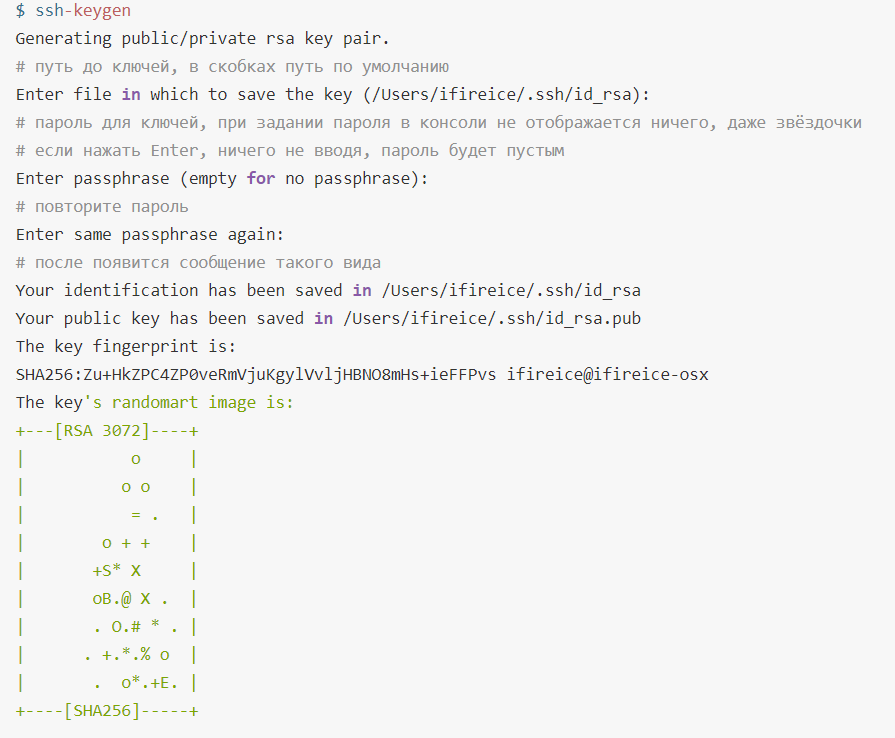 $ ssh-keygen
Generating public/private rsa key pair.
# путь до ключей, в скобках путь по умолчанию
Enter file in which to save the key (/Users/ifireice/.ssh/id_rsa):
# пароль для ключей, при задании пароля в консоли не отображается ничего, даже звёздочки
# если нажать Enter, ничего не вводя, пароль будет пустым
Enter passphrase (empty for no passphrase):
# повторите пароль
Enter same passphrase again:
# после появится сообщение такого вида
Your identification has been saved in /Users/ifireice/.ssh/id_rsa
Your public key has been saved in /Users/ifireice/.ssh/id_rsa.pub
The key fingerprint is:
SHA256:Zu+HkZPC4ZP0veRmVjuKgylVvljHBNO8mHs+ieFFPvs ifireice@ifireice-osx
The key's randomart image is:
+---[RSA 3072]----+
|           o     |
|          o o    |
|           = .   |
|        o + +    |
|       +S* X     |
|       oB.@ X .  |
|       . O.# * . |
|      . +.*.% o  |
|       .  o*.+E. |
+----[SHA256]-----+